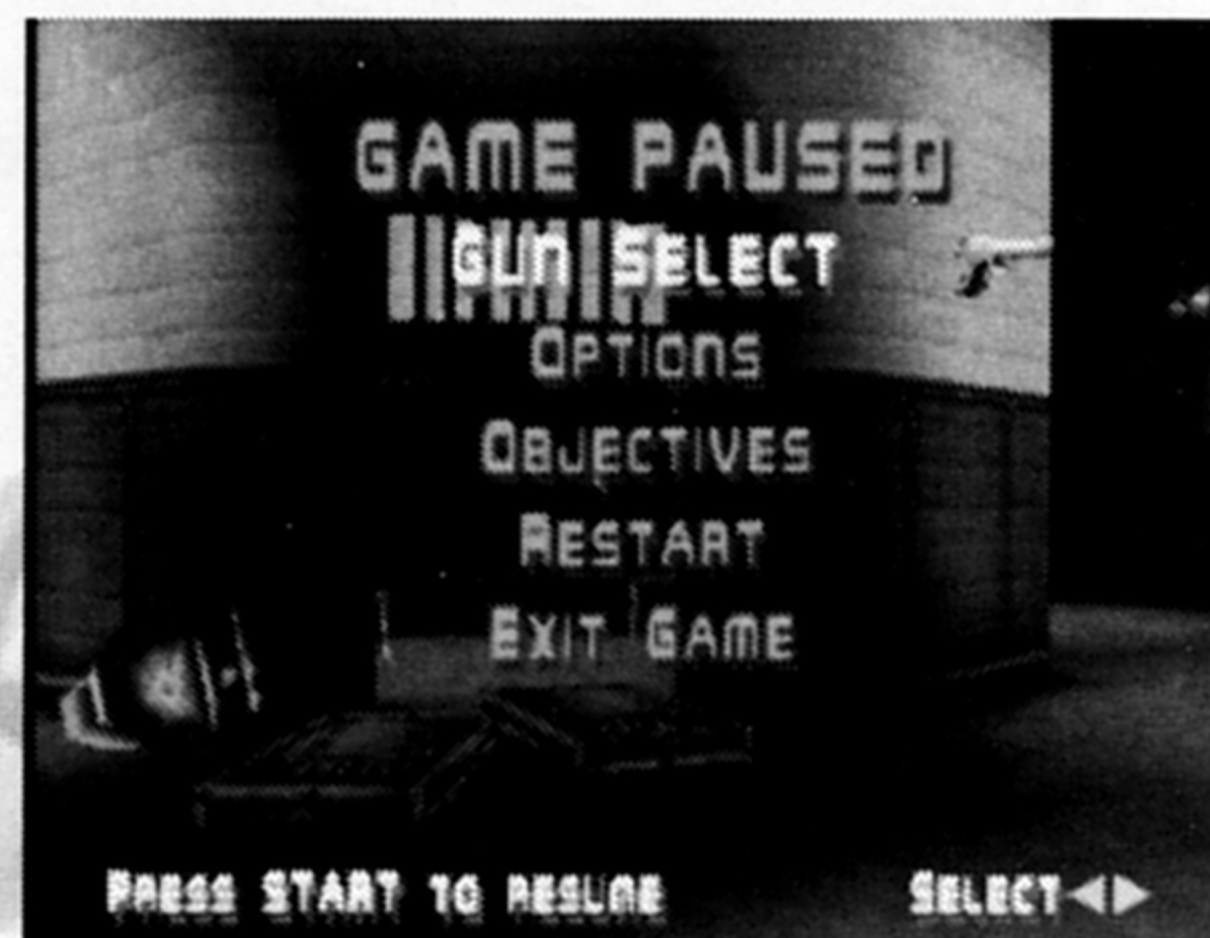 GAME PAUSED
GUN SELECT
OPTIONS
OBJECTIVES
RESTART
EXIT GAME
PRESS START TO RESUME
SELECT